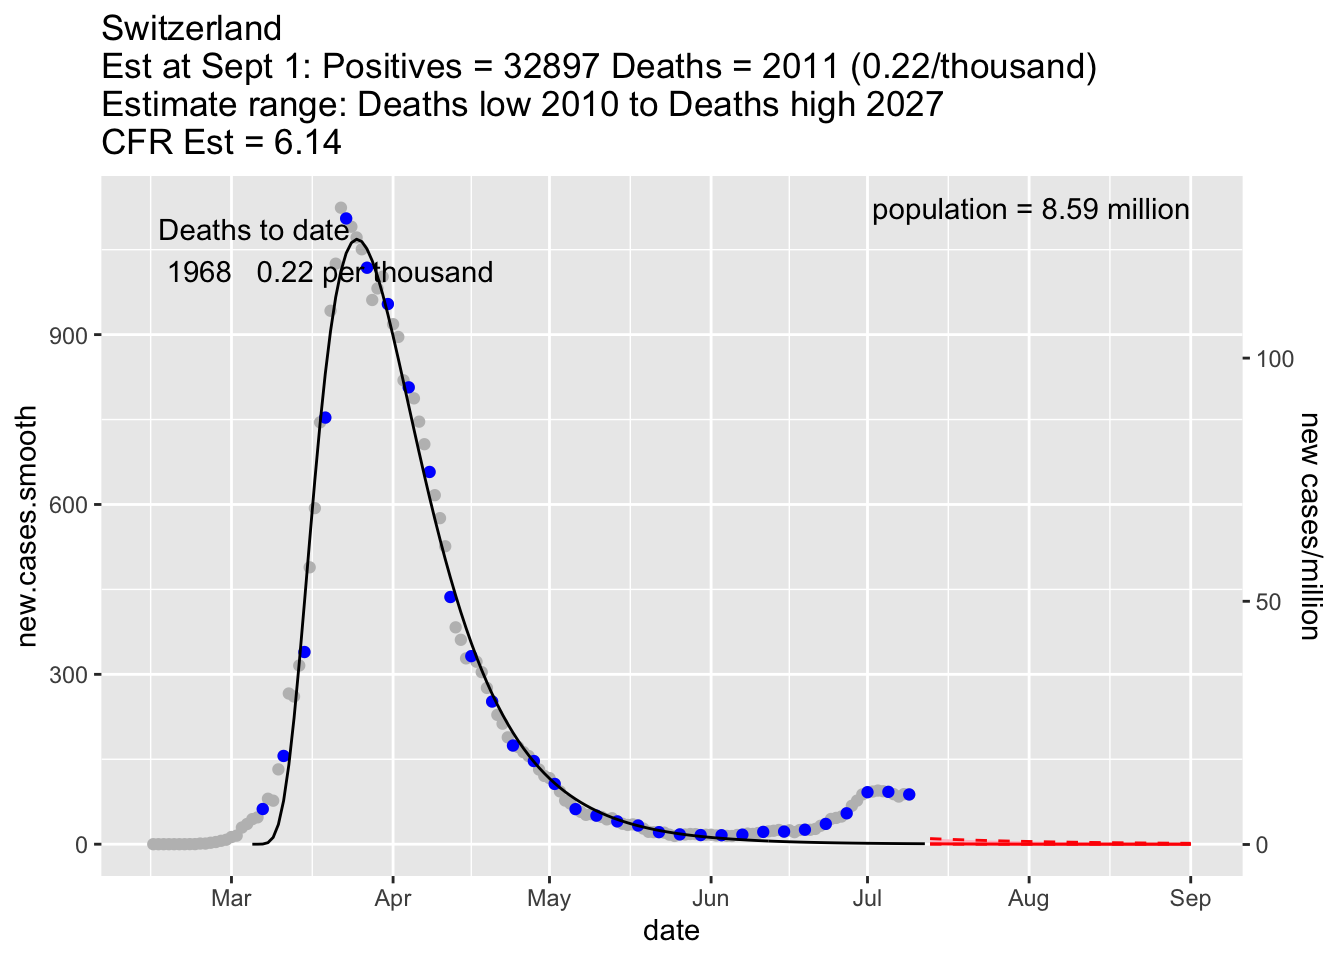 Switzerland
Est at Sept 1: Positives = 32897 Deaths = 2011 (0.22/thousand)
Estimate range: Deaths low 2010 to Deaths high 2027
CFR Est = 6.14
population = 8.59 million
Deaths to date
1968 0.22 per thousand
900
600
300
0
new.cases.smooth
100
50
0
new cases/million
Mar Apr May Jun Jul Aug Sep
date